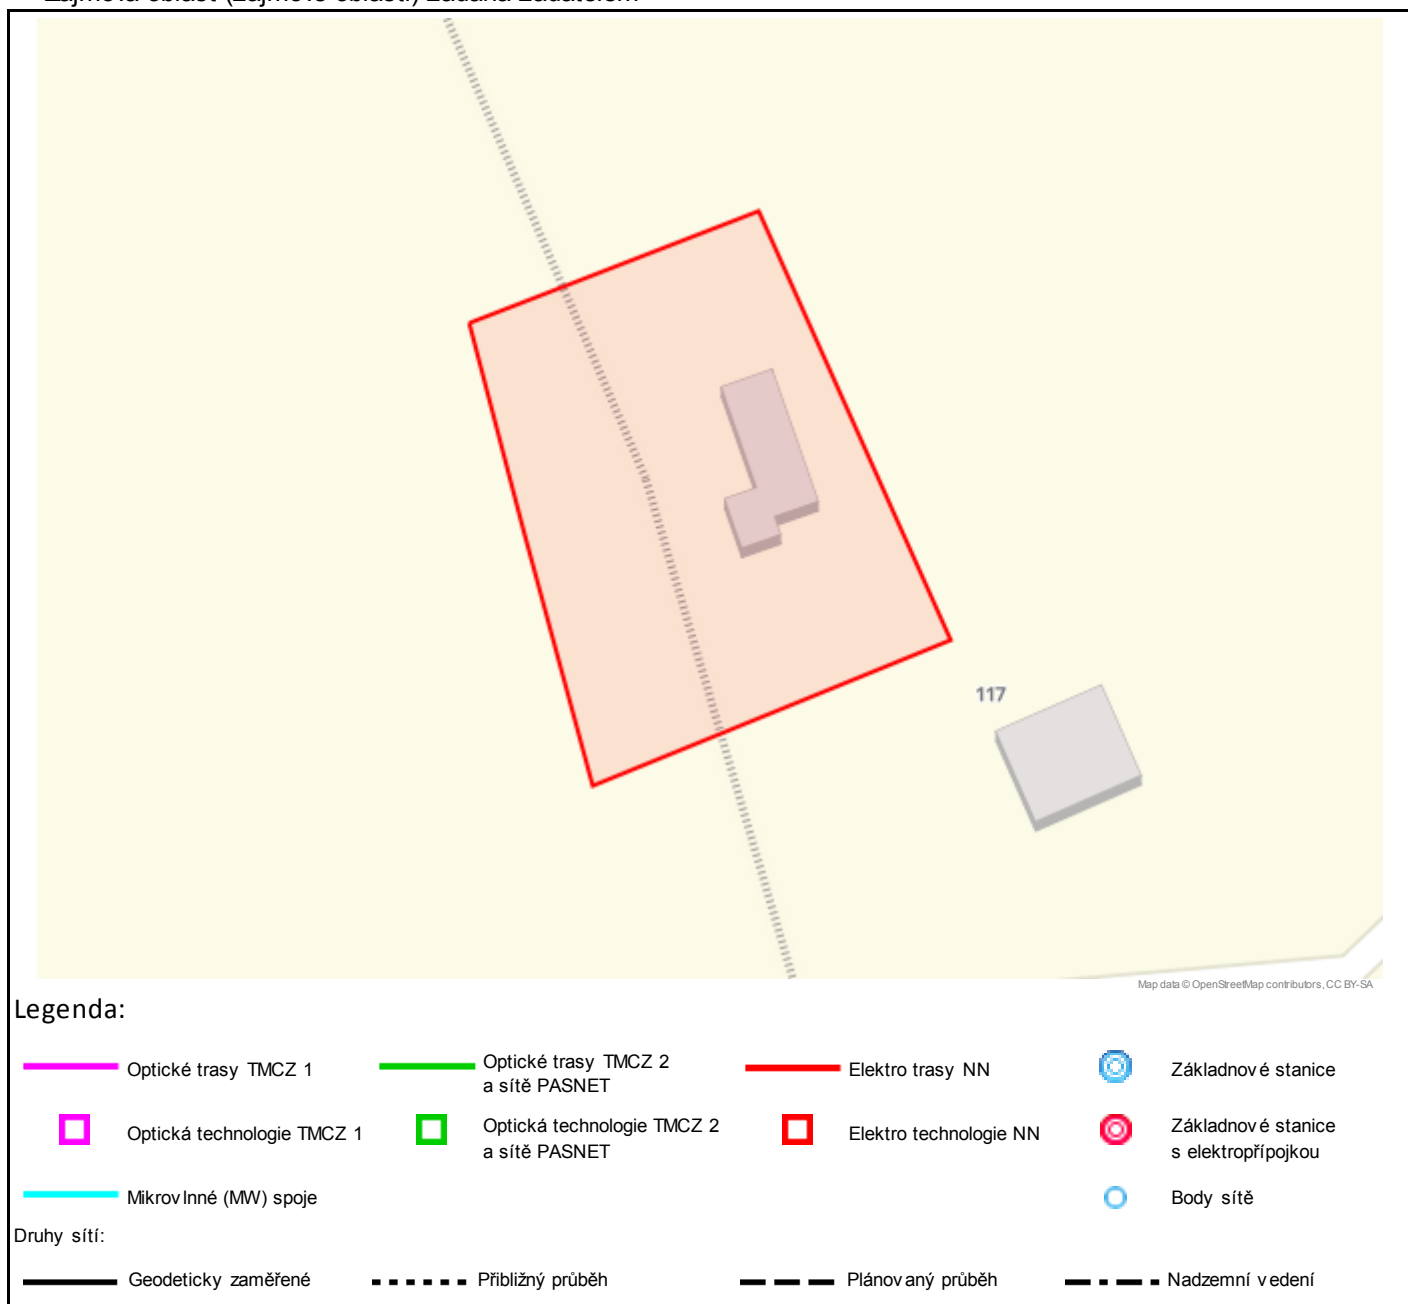 117
Map data © OpenStreetMap contributors, CC BY-SA
Legenda:
Optické trasy TMCZ 1
Optické trasy TMCZ 2
a sítě PASNET
Elektro trasy NN
Základnové stanice
Optická technologie TMCZ 1
Optická technologie TMCZ 2
a sítě PASNET
Elektro technologie NN
Základnové stanice
s elektropřípojkou
Mikrovlnné (MW) spoje
Body sítě
Druhy sítí:
Geodeticky zaměřené
Přibližný průběh
Plánovaný průběh
Nadzemní vedení